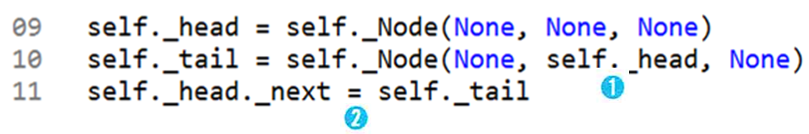 09 self._head = self._Node(None, None, None)
10 self._tail = self._Node(None, self._head, None)
11 self._head._next = self._tail
1
2